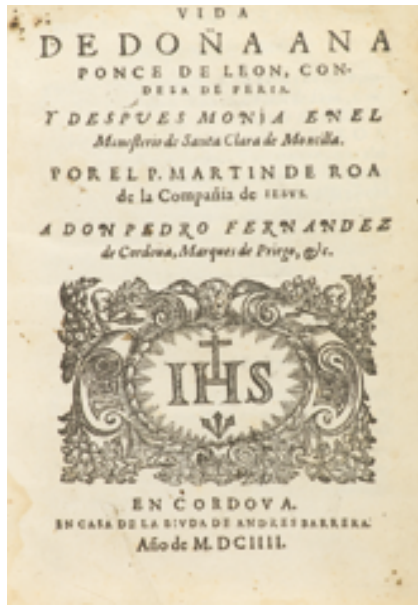 VIDA
DE DOÑA ANA
PONCE DE LEON, CON-
DESA DE FERIA.
Y DESPUES MONJA EN EL
Monesterio de Santa Clara de Moncilla.
POR EL P. MARTIN DE ROA
de la Compañia de IESVS.
A DON PEDRO FERNANDEZ
de Cordoua, Marques de Priego, &c.
IHS
EN CORDOVA.
EN CASA DE LA BIVDA DE ANDRES BARRERA.
Año de M. DCIIII.